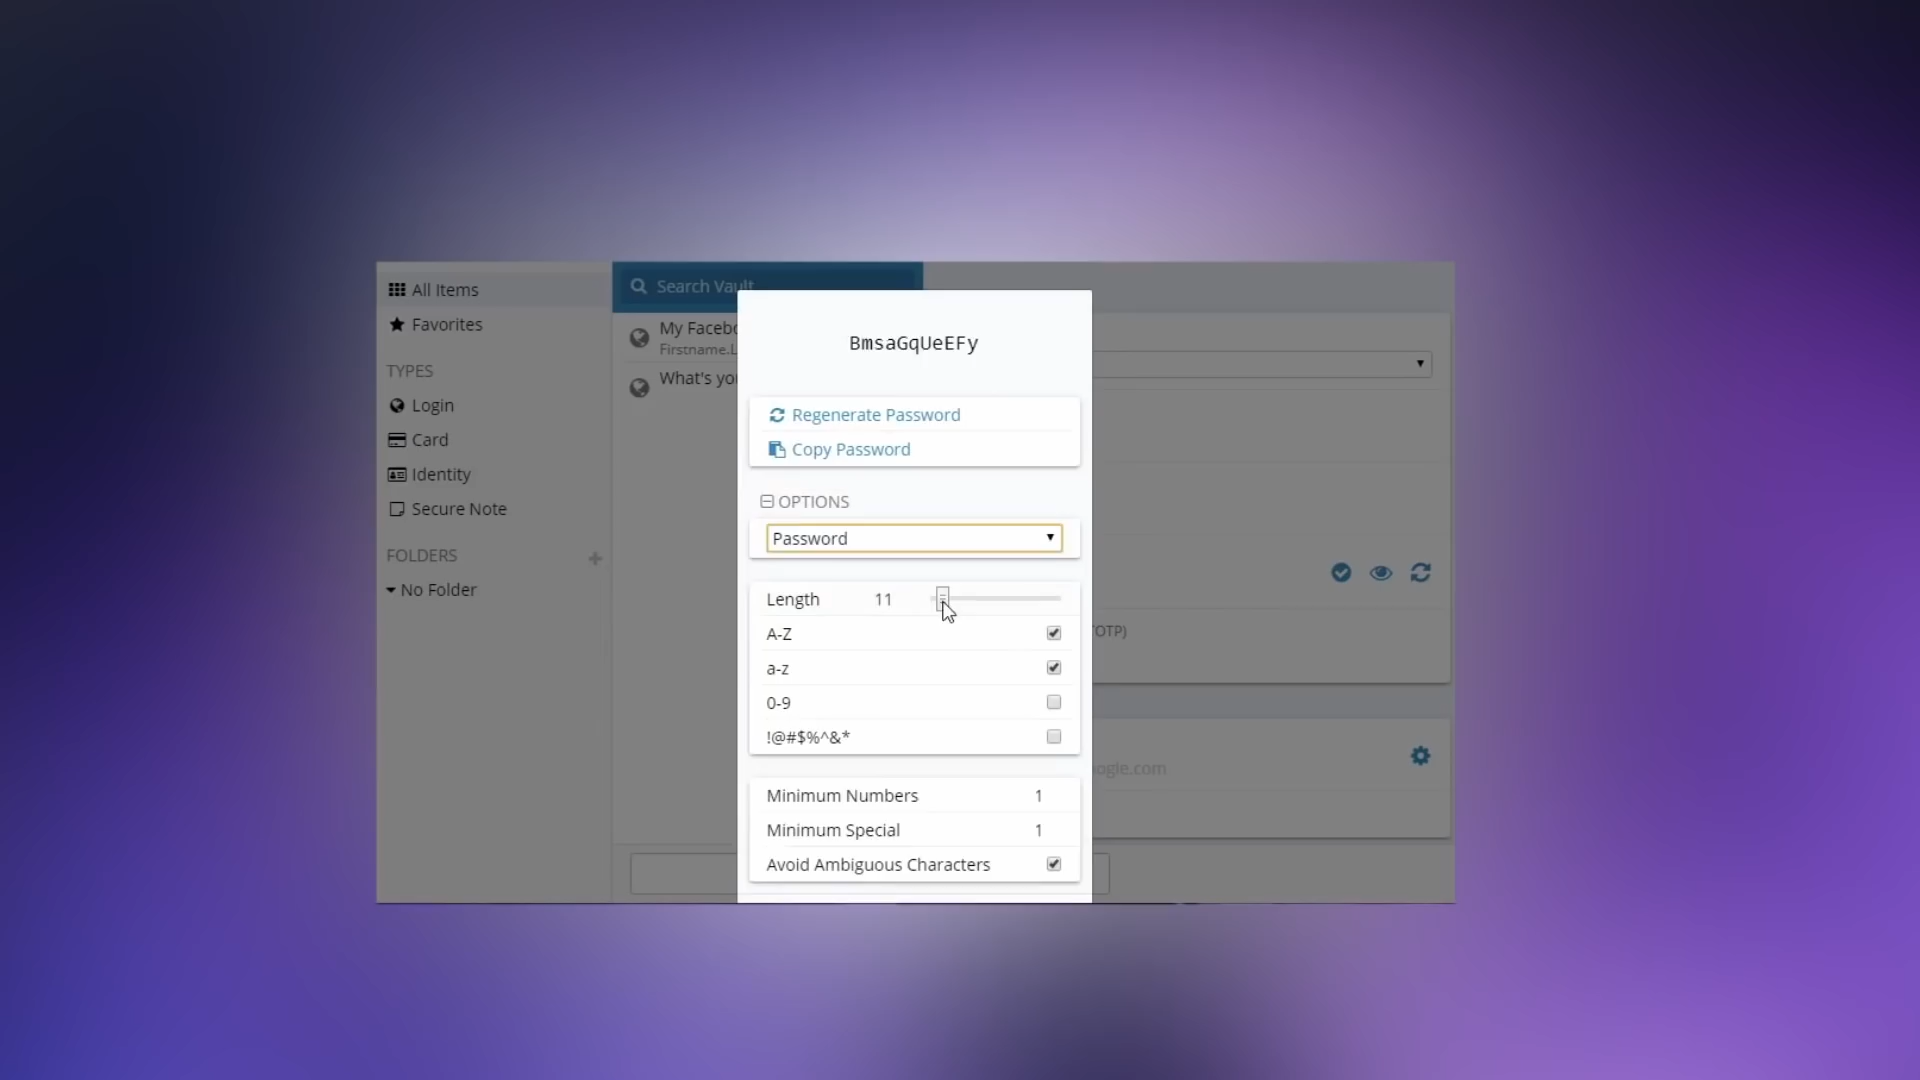 All Items
Favorites
TYPES
Login
Card
Identity
Secure Note
FOLDERS
No Folder
Search Vault
My Facebo
Firstname.L
What's you
BmsaGqUeEFy
Regenerate Password
Copy Password
OPTIONS
Password
Length 11
A-Z
a-z
0-9
!@#$%^&*
Minimum Numbers 1
Minimum Special 1
Avoid Ambiguous Characters
OTP)
ogle.com